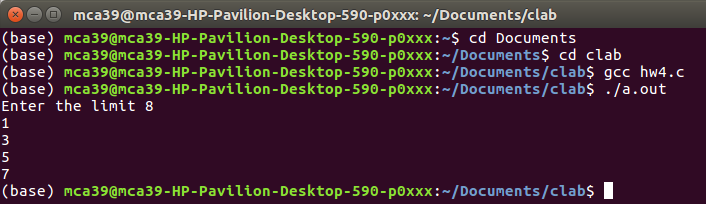 mca39@mca39-HP-Pavilion-Desktop-590-p0xxx: ~/Documents/clab
(base) mca39@mca39-HP-Pavilion-Desktop-590-p0xxx:~$ cd Documents
(base) mca39@mca39-HP-Pavilion-Desktop-590-p0xxx:~/Documents$ cd clab
(base) mca39@mca39-HP-Pavilion-Desktop-590-p0xxx:~/Documents/clab$ gcc hw4.c
(base) mca39@mca39-HP-Pavilion-Desktop-590-p0xxx:~/Documents/clab$ ./a.out
Enter the limit 8
1
3
5
7
(base) mca39@mca39-HP-Pavilion-Desktop-590-p0xxx:~/Documents/clab$